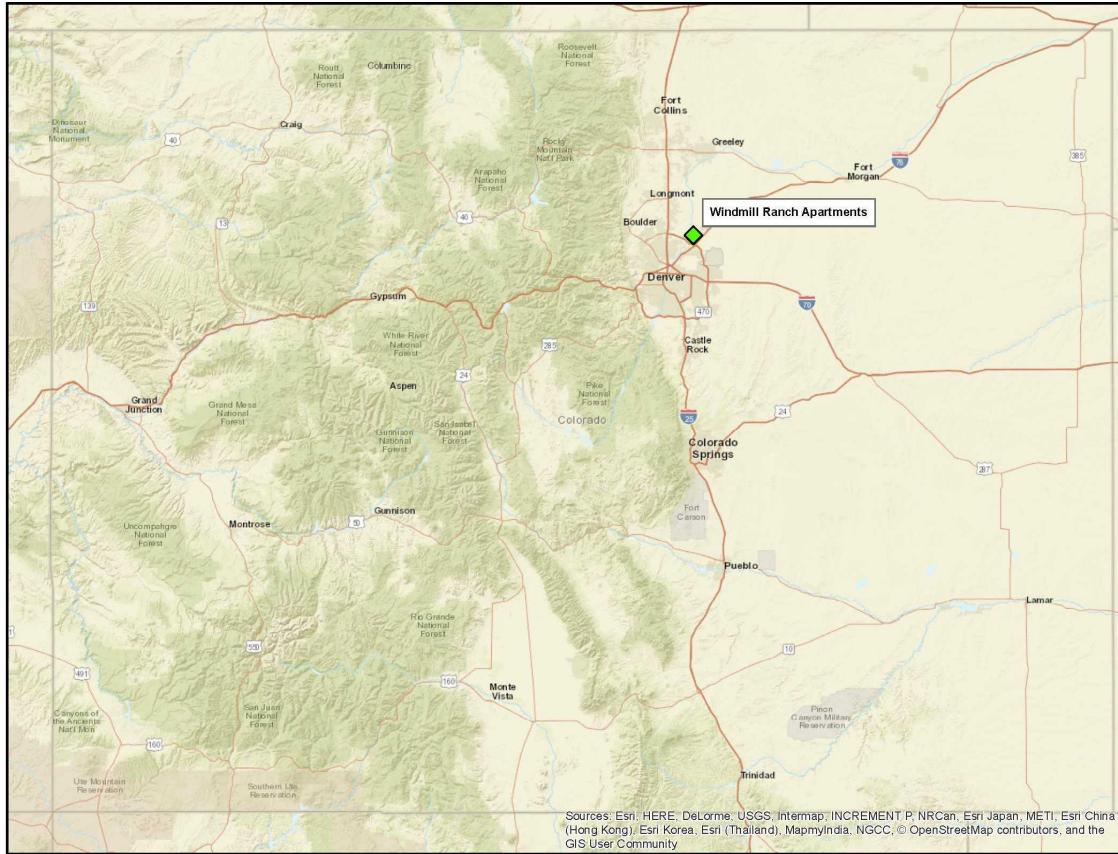 Roosevelt
National
Forest
Routt
National
Forest
Columbine
Fort
Collins
Dinosaur
National
Monument
Craig
40
Rocky
Mountain
Nat'l Park
Greeley
76
385
Fort
Morgan
Arapaho
National
Forest
Longmont
13
40
Boulder
Windmill Ranch Apartments
Denver
139
Gypsum
70
470
White River
National
Forest
285
Castle
Rock
24
Aspen
Pike
National
Forest
Grand
Junction
Grand Mesa
National
Forest
24
25
Colorado
San Isabel
National
Forest
Gunnison
National
Forest
Colorado
Springs
287
Fort
Carson
Uncompahgre
National
Forest
Montrose
50
Gunnison
Pueblo
Lamar
Rio Grande
National
Forest
550
10
491
160
Monte
Vista
San Juan
National
Forest
Pinon
Canyon Military
Reservation
Canyons of
the Ancients
Nat'l Mon
160
Ute Mountain
Reservation
Southern Ute
Reservation
Trinidad
Sources: Esri, HERE, DeLorme, USGS, Intermap, INCREMENT P, NRCan, Esri Japan, METI, Esri China
(Hong Kong), Esri Korea, Esri (Thailand), MapmyIndia, NGCC, © OpenStreetMap contributors, and the
GIS User Community